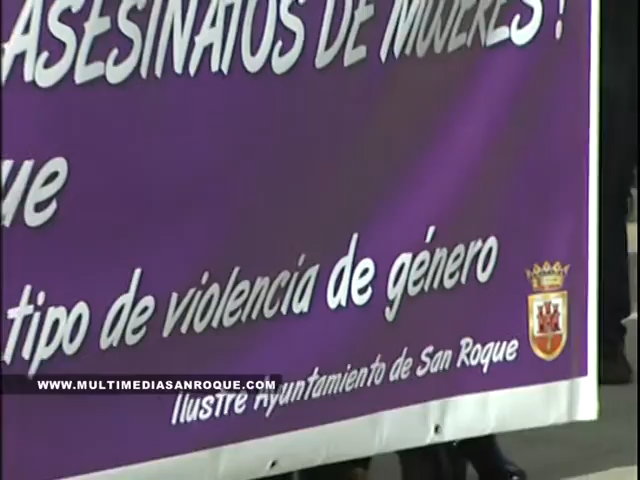 ASESINATOS DE MUJERES!
ue
tipo de violencia de género
Ilustre Ayuntamiento de San Roque
WWW.MULTIMEDIASANROQUE.COM